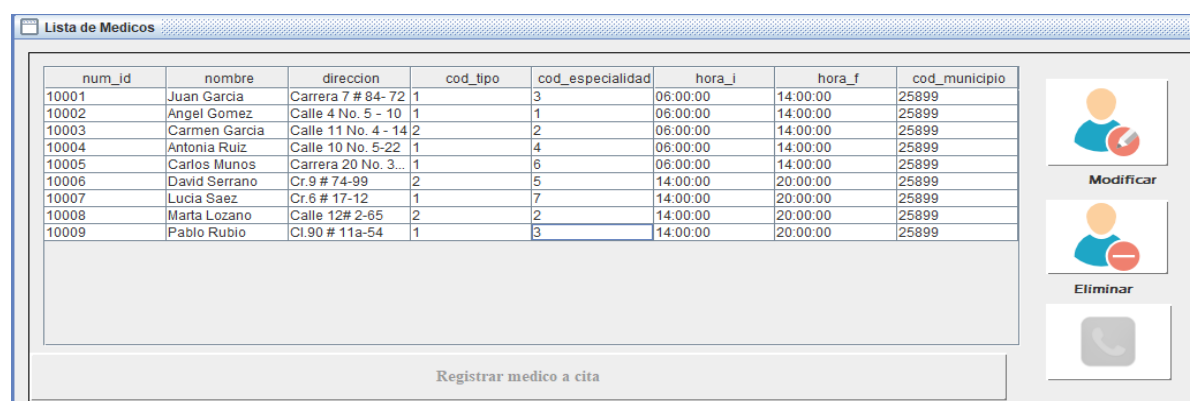 Lista de Medicos
num_id nombre direccion cod_tipo cod_especialidad hora_i hora_f cod_municipio
10001 Juan Garcia Carrera 7 # 84- 72 1 3 06:00:00 14:00:00 25899
10002 Angel Gomez Calle 4 No. 5 - 10 1 1 06:00:00 14:00:00 25899
10003 Carmen Garcia Calle 11 No. 4 - 14 2 2 06:00:00 14:00:00 25899
10004 Antonia Ruiz Calle 10 No. 5-22 1 4 06:00:00 14:00:00 25899
10005 Carlos Munos Carrera 20 No. 3... 1 6 06:00:00 14:00:00 25899
10006 David Serrano Cr.9 # 74-99 2 5 14:00:00 20:00:00 25899
10007 Lucia Saez Cr.6 # 17-12 1 7 14:00:00 20:00:00 25899
10008 Marta Lozano Calle 12# 2-65 2 2 14:00:00 20:00:00 25899
10009 Pablo Rubio Cl.90 # 11a-54 1 3 14:00:00 20:00:00 25899
Modificar
Eliminar
Registrar medico a cita